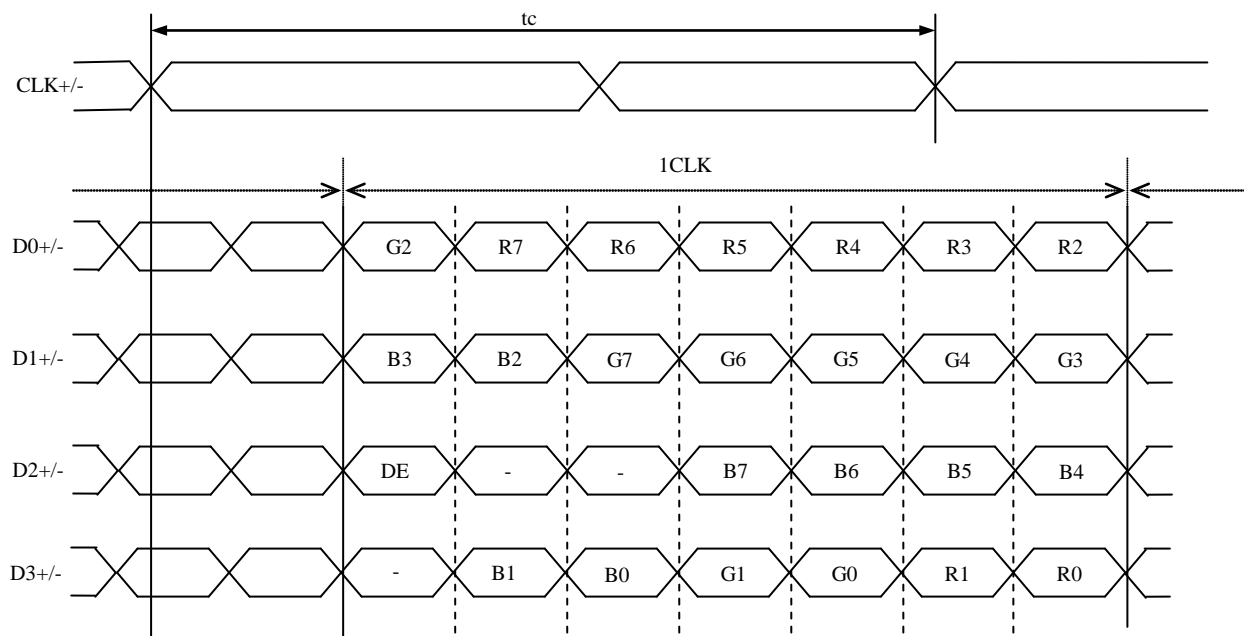 tc
CLK+/-
1CLK
D0+/- G2 R7 R6 R5 R4 R3 R2
D1+/- B3 B2 G7 G6 G5 G4 G3
D2+/- DE - - B7 B6 B5 B4
D3+/- - B1 B0 G1 G0 R1 R0